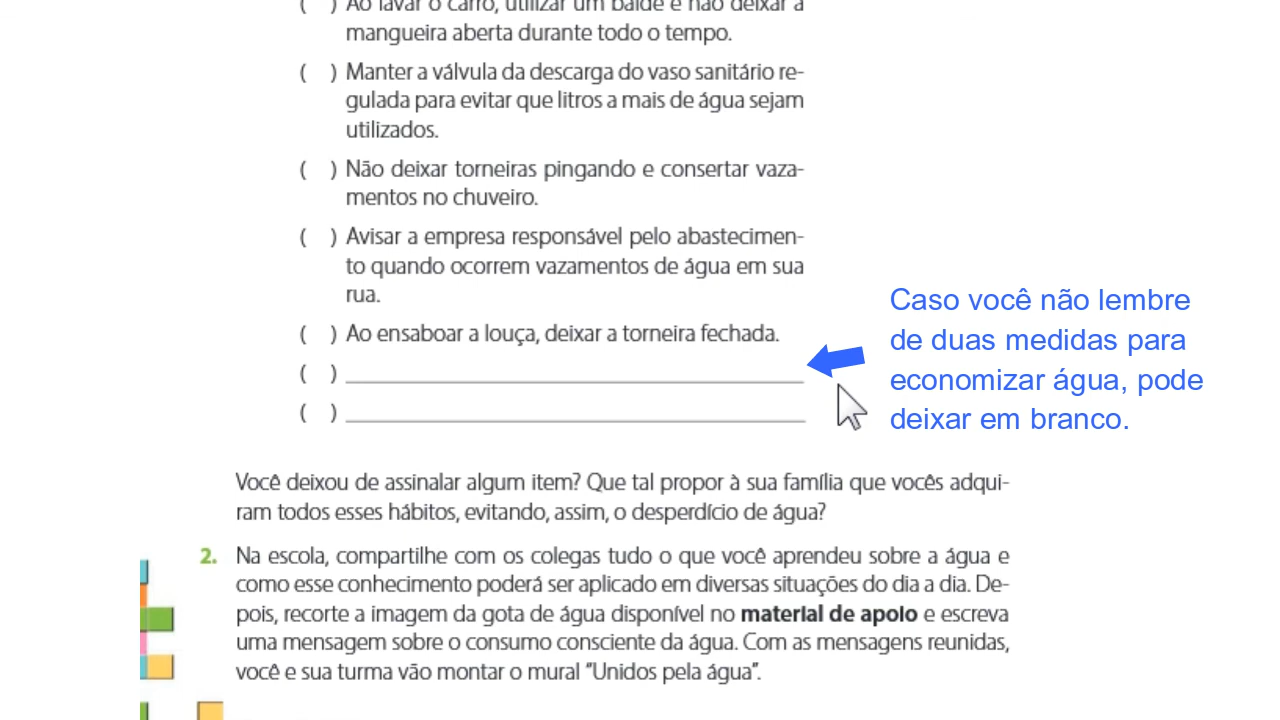 ( ) Ao lavar o carro, utilizar um balde e não deixar a
mangueira aberta durante todo o tempo.
( ) Manter a válvula da descarga do vaso sanitário re-
gulada para evitar que litros a mais de água sejam
utilizados.
( ) Não deixar torneiras pingando e consertar vaza-
mentos no chuveiro.
( ) Avisar a empresa responsável pelo abastecimen-
to quando ocorrem vazamentos de água em sua
rua.
( ) Ao ensaboar a louça, deixar a torneira fechada.
( )
( )
Caso você não lembre
de duas medidas para
economizar água, pode
deixar em branco.
Você deixou de assinalar algum item? Que tal propor à sua família que vocês adqui-
ram todos esses hábitos, evitando, assim, o desperdício de água?
2. Na escola, compartilhe com os colegas tudo o que você aprendeu sobre a água e
como esse conhecimento poderá ser aplicado em diversas situações do dia a dia. De-
pois, recorte a imagem da gota de água disponível no material de apoio e escreva
uma mensagem sobre o consumo consciente da água. Com as mensagens reunidas,
você e sua turma vão montar o mural "Unidos pela água".